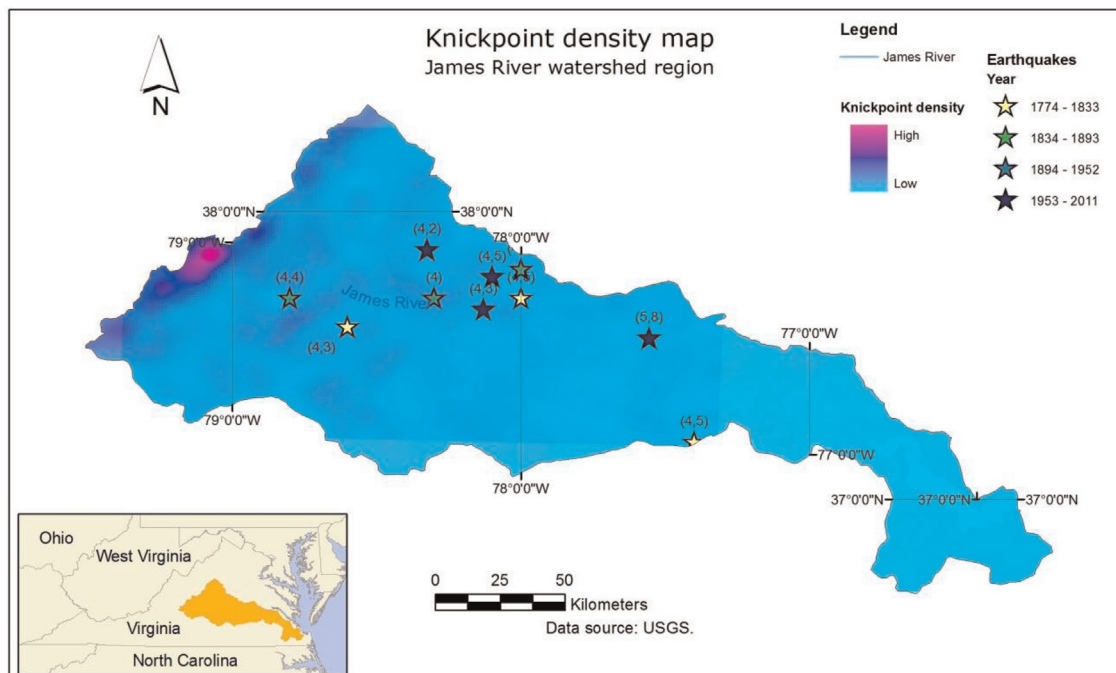 Knickpoint density map
James River watershed region
N
Legend
James River
Knickpoint density
High
Low
Earthquakes
Year
1774 - 1833
1834 - 1893
1894 - 1952
1953 - 2011
38°0'0"N
38°0'0"N
79°0'0"W
78°0'0"W
(4,2)
(4,5)
(4,4)
(4)
James River
(4,3)
(5,8)
77°0'0"W
79°0'0"W
(4,5)
77°0'0"W
78°0'0"W
37°0'0"N
37°0'0"N
37°0'0"N
Ohio
West Virginia
Virginia
North Carolina
0 25 50
Kilometers
Data source: USGS.